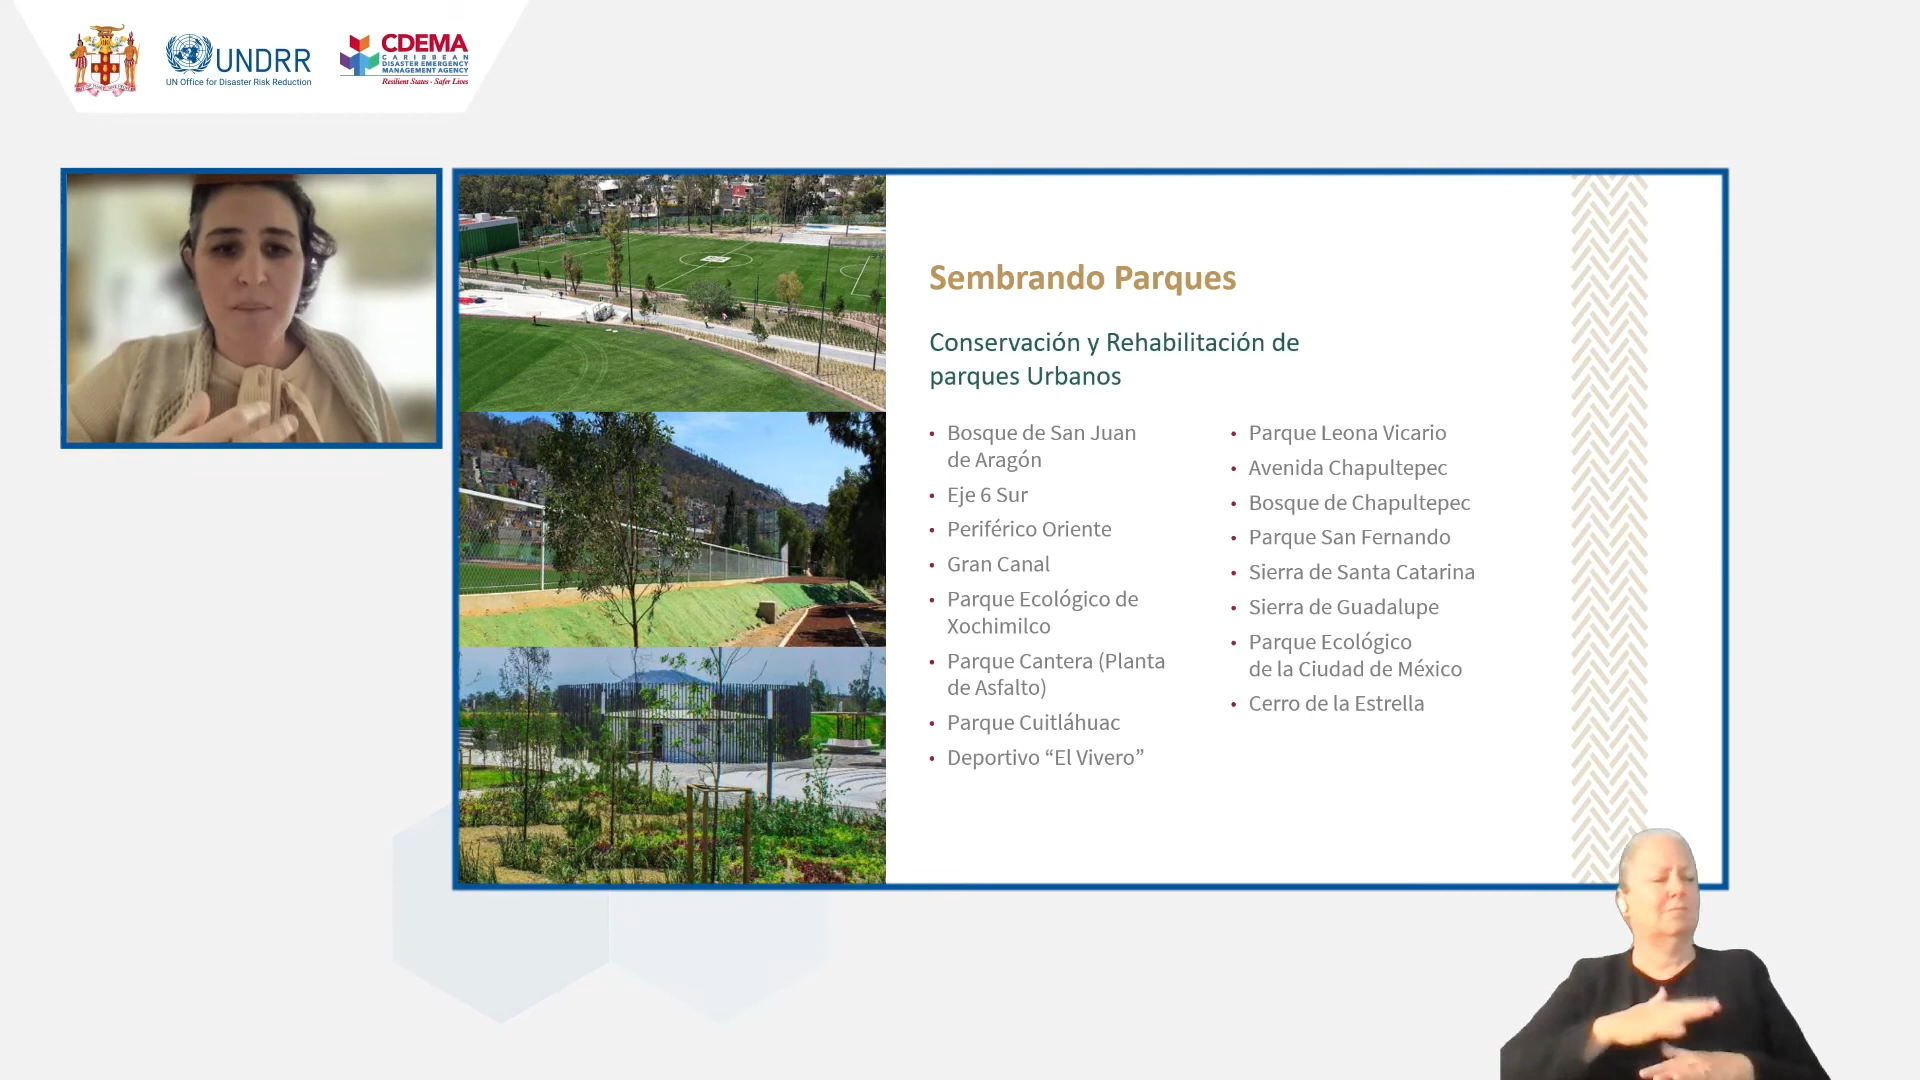 UNDRR
UN Office for Disaster Risk Reduction
CDEMA
CARIBBEAN
DISASTER EMERGENCY
MANAGEMENT AGENCY
Resilient States - Safer Lives
Sembrando Parques
Conservación y Rehabilitación de
parques Urbanos
• Bosque de San Juan
de Aragón
• Eje 6 Sur
• Periférico Oriente
• Gran Canal
• Parque Ecológico de
Xochimilco
• Parque Cantera (Planta
de Asfalto)
• Parque Cuitláhuac
• Deportivo “El Vivero”
• Parque Leona Vicario
• Avenida Chapultepec
• Bosque de Chapultepec
• Parque San Fernando
• Sierra de Santa Catarina
• Sierra de Guadalupe
• Parque Ecológico
de la Ciudad de México
• Cerro de la Estrella